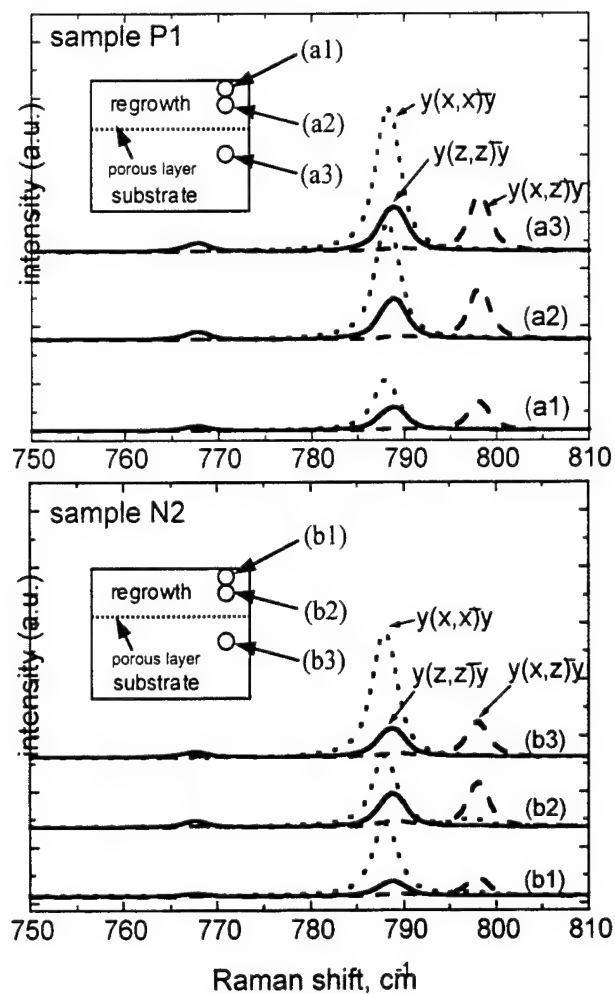 sample P1
(a1)
regrowth
(a2)
porous layer
(a3)
substrate
y(x,x)y̅
y(z,z)y̅
y(x,z)y̅
(a3)
(a2)
(a1)
intensity (a.u.)
750 760 770 780 790 800 810
sample N2
(b1)
regrowth
(b2)
porous layer
(b3)
substrate
y(x,x)y̅
y(z,z)y̅
y(x,z)y̅
(b3)
(b2)
(b1)
intensity (a.u.)
750 760 770 780 790 800 810
Raman shift, cm⁻¹